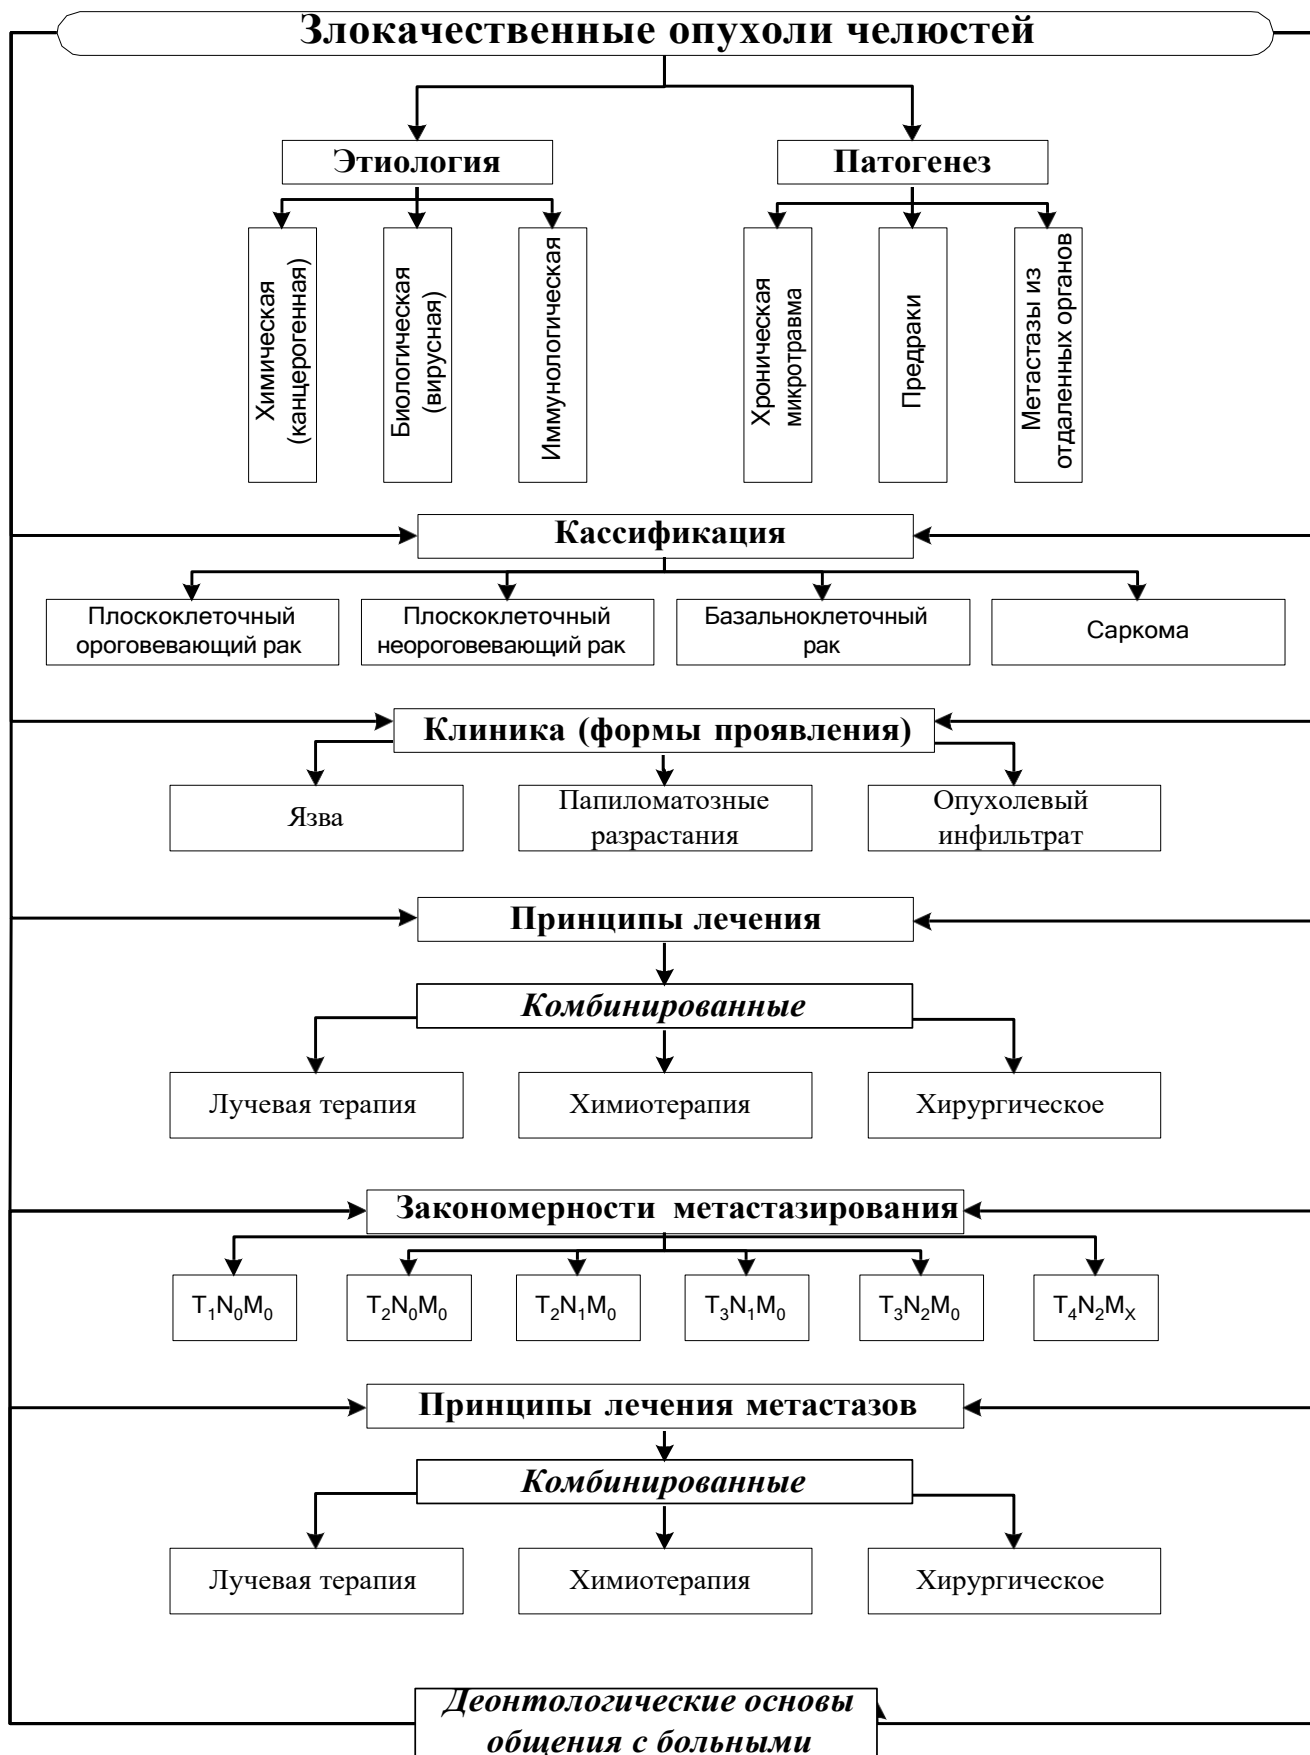 Злокачественные опухоли челюстей
Этиология
Патогенез
Химическая
(канцерогенная)
Биологическая
(вирусная)
Иммунологическая
Хроническая
микротравма
Предраки
Метастазы из
отдаленных органов
Кассификация
Плоскоклеточный
ороговевающий рак
Плоскоклеточный
неороговевающий рак
Базальноклеточный
рак
Саркома
Клиника (формы проявления)
Язва
Папиломатозные
разрастания
Опухолевый
инфильтрат
Принципы лечения
Комбинированные
Лучевая терапия
Химиотерапия
Хирургическое
Закономерности метастазирования
T₁N₀M₀
T₂N₀M₀
T₂N₁M₀
T₃N₁M₀
T₃N₂M₀
T₄N₂Mₓ
Принципы лечения метастазов
Комбинированные
Лучевая терапия
Химиотерапия
Хирургическое
Деонтологические основы
общения с больными